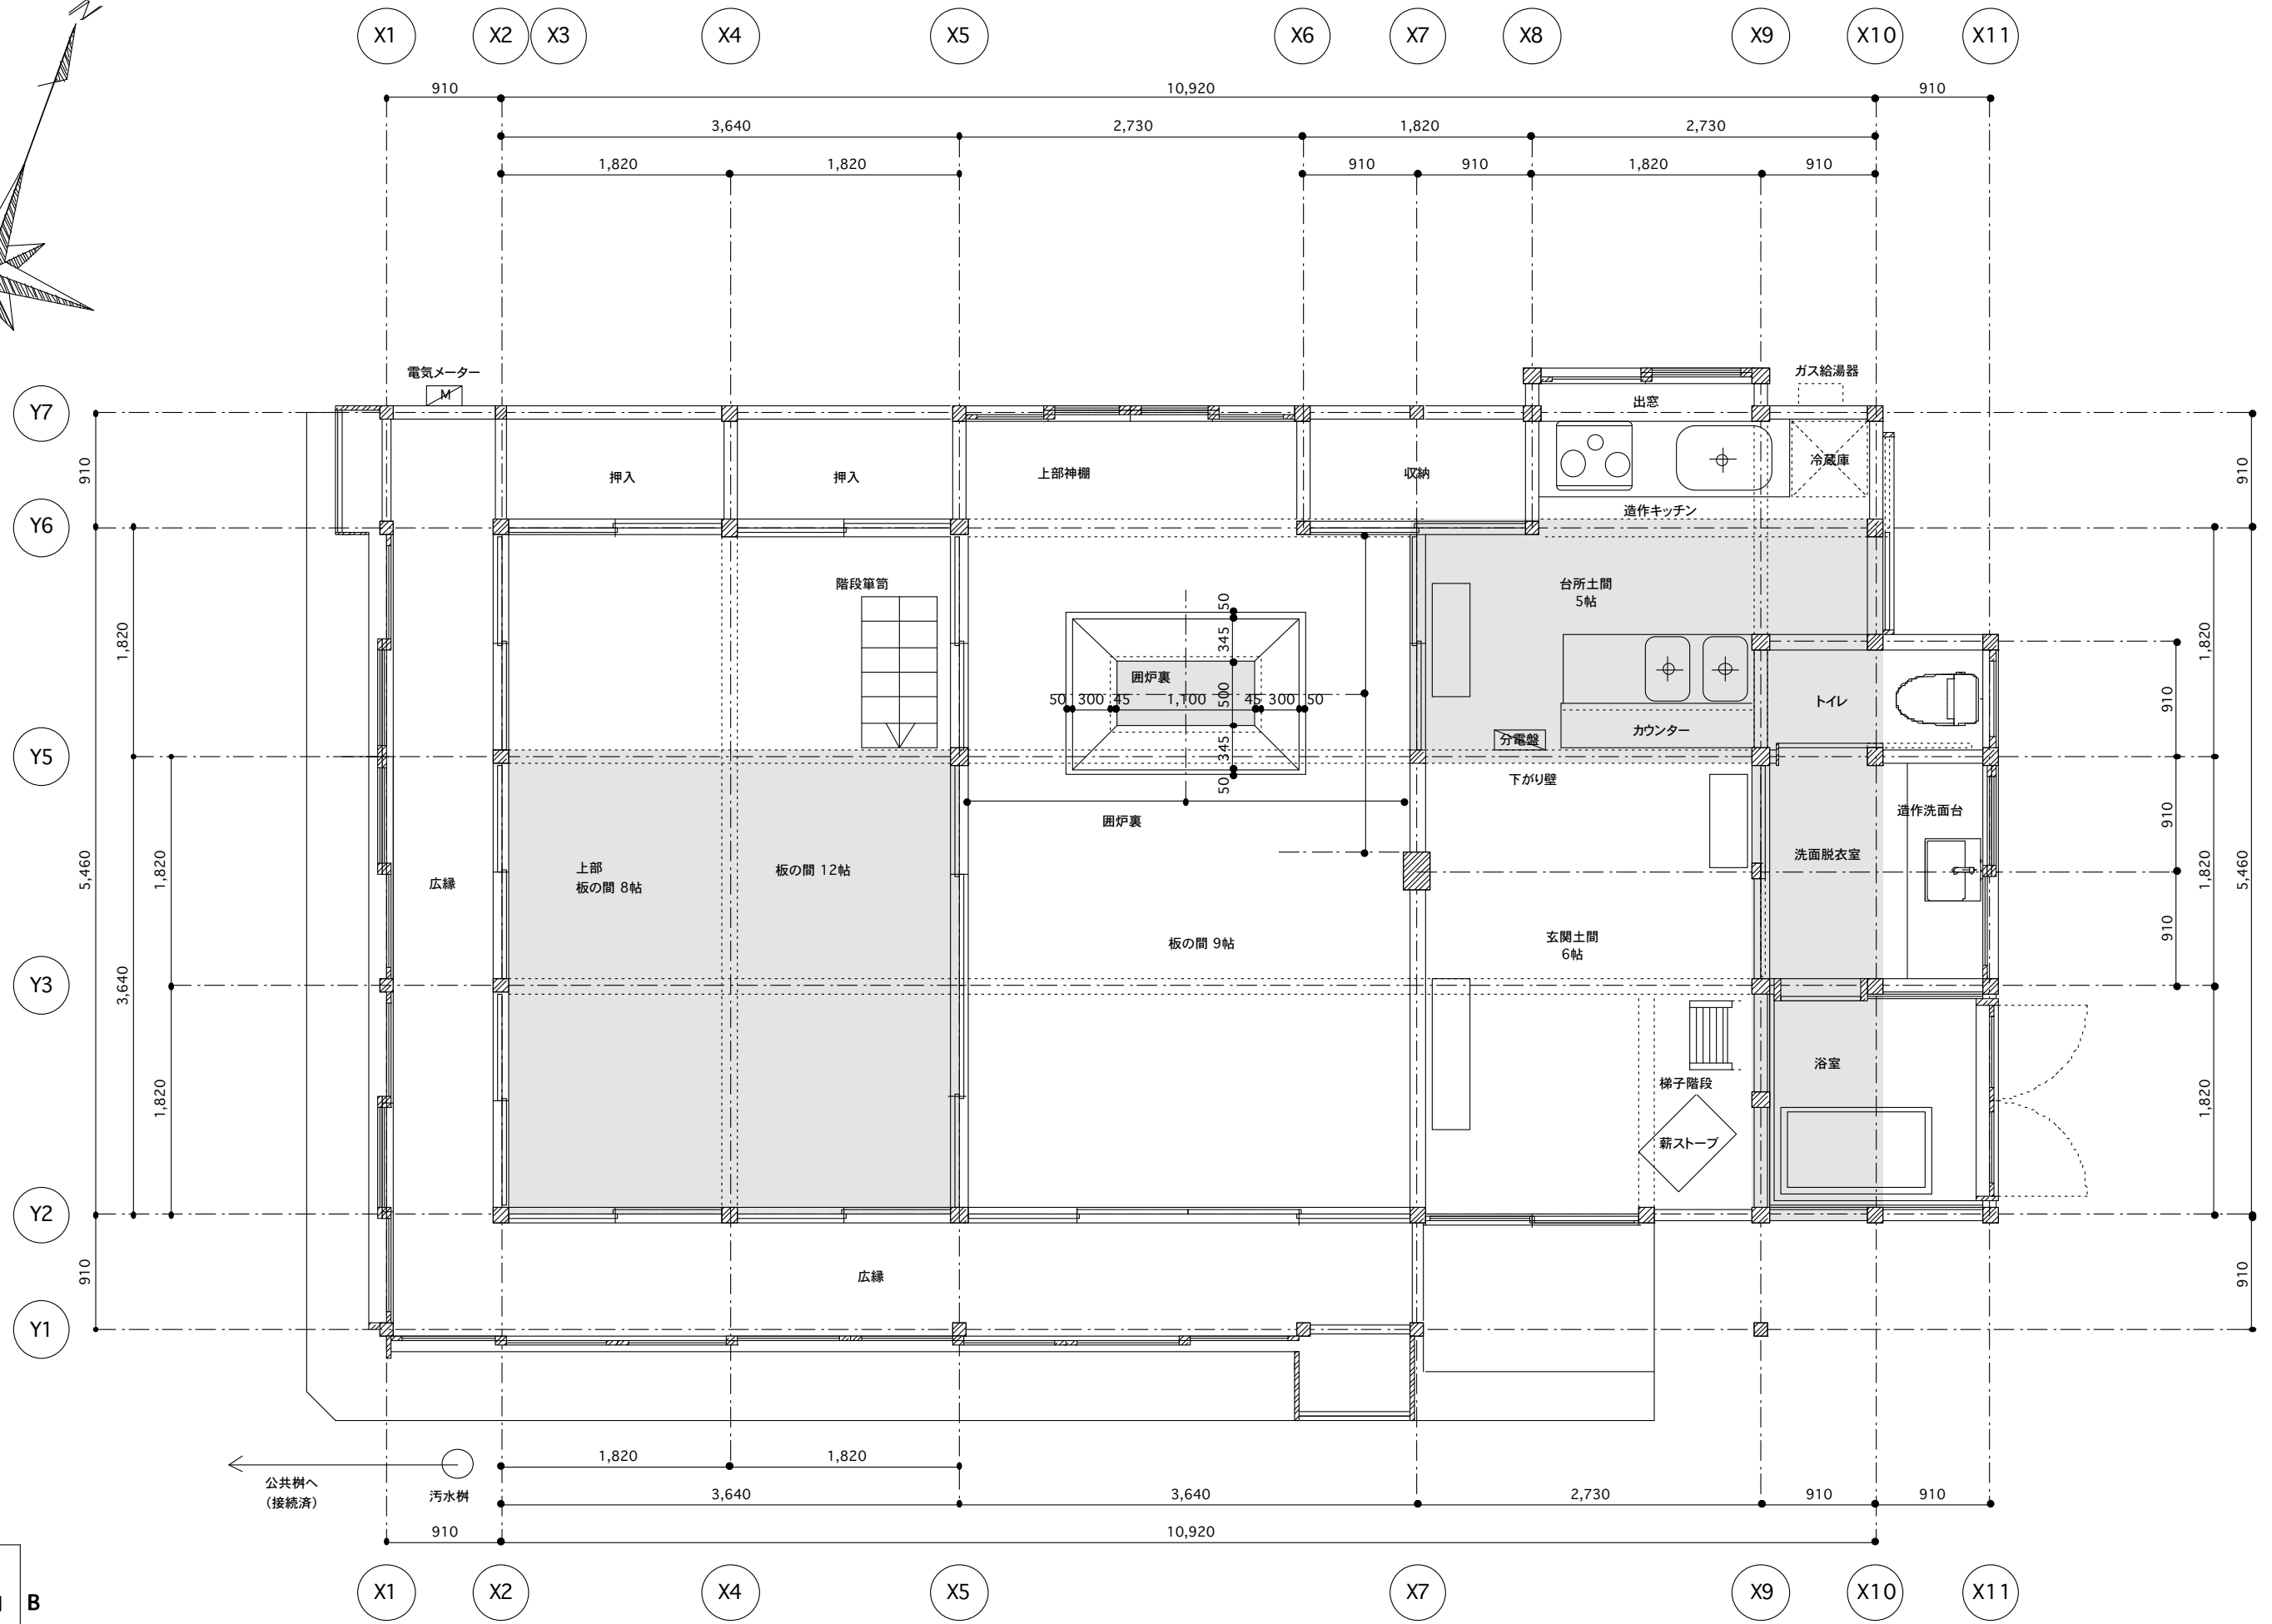 N
X1 X2 X3 X4 X5 X6 X7 X8 X9 X10 X11
910 10,920 910
3,640 2,730 1,820 2,730
1,820 1,820 910 910 1,820 910
電気メーター
M
ガス給湯器
出窓
Y7
押入 押入 上部神棚 収納 冷蔵庫
造作キッチン
910 910
Y6
階段箪笥
台所土間
5帖
50
345
囲炉裏
50 300 45 1,100 45 300 50
500
345
50
トイレ
カウンター
分電盤
1,820 1,820
910
Y5
下がり壁
囲炉裏
造作洗面台
洗面脱衣室
上部
板の間 8帖
板の間 12帖
広縁
板の間 9帖
玄関土間
6帖
5,460 3,640 1,820
910 910 1,820 5,460
Y3
浴室
梯子階段
薪ストーブ
1,820 1,820
Y2
広縁
910 910
Y1
公共桝へ
(接続済)
汚水桝
1,820 1,820
3,640 3,640 2,730 910 910
910 10,920
X1 X2 X4 X5 X7 X9 X10 X11
B